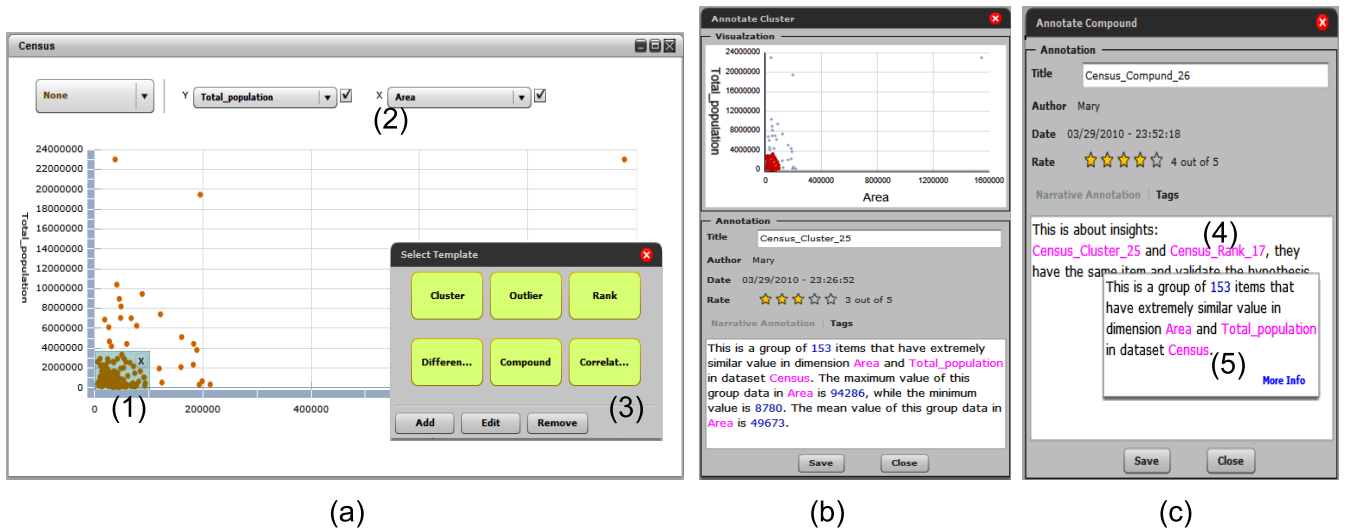 Census
None
Y Total_population X Area
(2)
24000000
22000000
20000000
18000000
16000000
14000000
12000000
10000000
8000000
6000000
4000000
2000000
0
Total_population
0 200000 400000
X
(1)
Select Template
Cluster Outlier Rank
Differen... Compound Correlat...
(3)
Add Edit Remove
(a)
Annotate Cluster
Visualzation
24000000
20000000
16000000
12000000
8000000
4000000
0
Total_population
0 400000 800000 1200000 1600000
Area
Annotation
Title Census_Cluster_25
Author Mary
Date 03/29/2010 - 23:26:52
Rate 3 out of 5
Narrative Annotation | Tags
This is a group of 153 items that have extremely
similar value in dimension Area and Total_population
in dataset Census. The maximum value of this
group data in Area is 94286, while the minimum
value is 8780. The mean value of this group data in
Area is 49673.
Save Close
(b)
Annotate Compound
Annotation
Title Census_Compund_26
Author Mary
Date 03/29/2010 - 23:52:18
Rate 4 out of 5
Narrative Annotation | Tags
This is about insights:
(4)
Census_Cluster_25 and Census_Rank_17, they
have the same item and validate the hypothesis
This is a group of 153 items that
have extremely similar value in
dimension Area and Total_population
in dataset Census.
(5)
More Info
Save Close
(c)